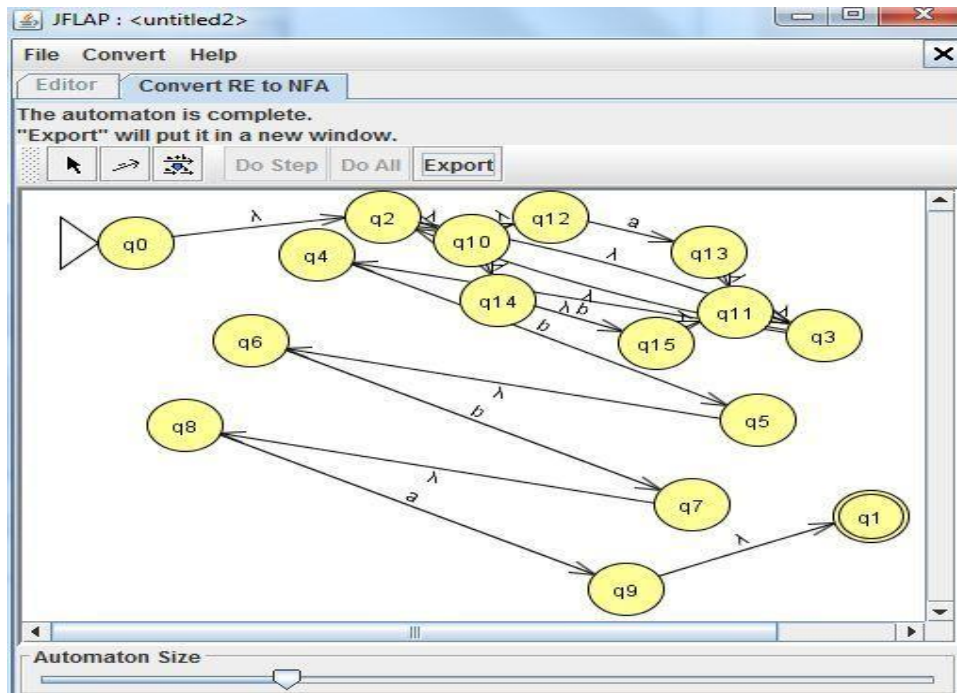 JFLAP : <untitled2>
File Convert Help
Editor Convert RE to NFA
The automaton is complete.
"Export" will put it in a new window.
Do Step Do All Export
q0
λ
q2
q10
λ
q12
a
q13
q4
λ
q14
λ
b
λ
q11
q15
q3
b
q6
λ
q5
q8
b
λ
q7
q1
a
λ
q9
Automaton Size